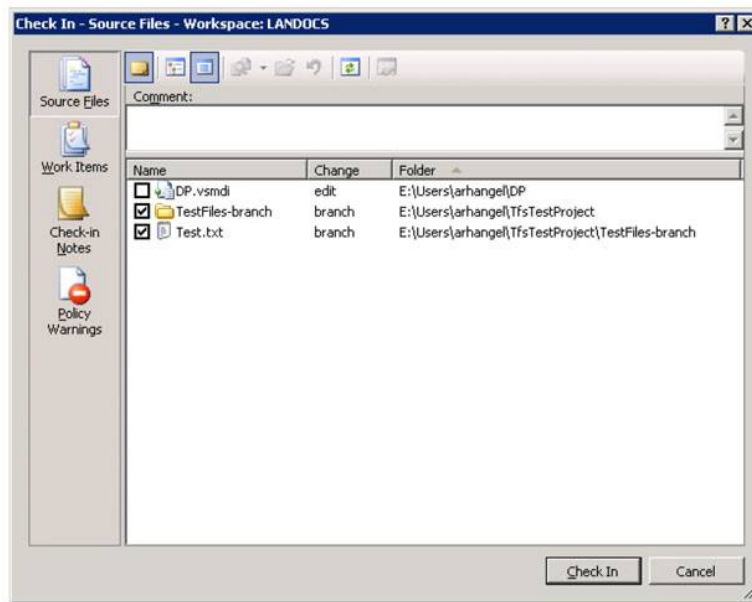 Check In - Source Files - Workspace: LANDOCS
Source Files
Work Items
Check-in
Notes
Policy
Warnings
Comment:
Name Change Folder
DP.vsmdi edit E:\Users\arhangel\DP
TestFiles-branch branch E:\Users\arhangel\TfsTestProject
Test.txt branch E:\Users\arhangel\TfsTestProject\TestFiles-branch
Check In Cancel